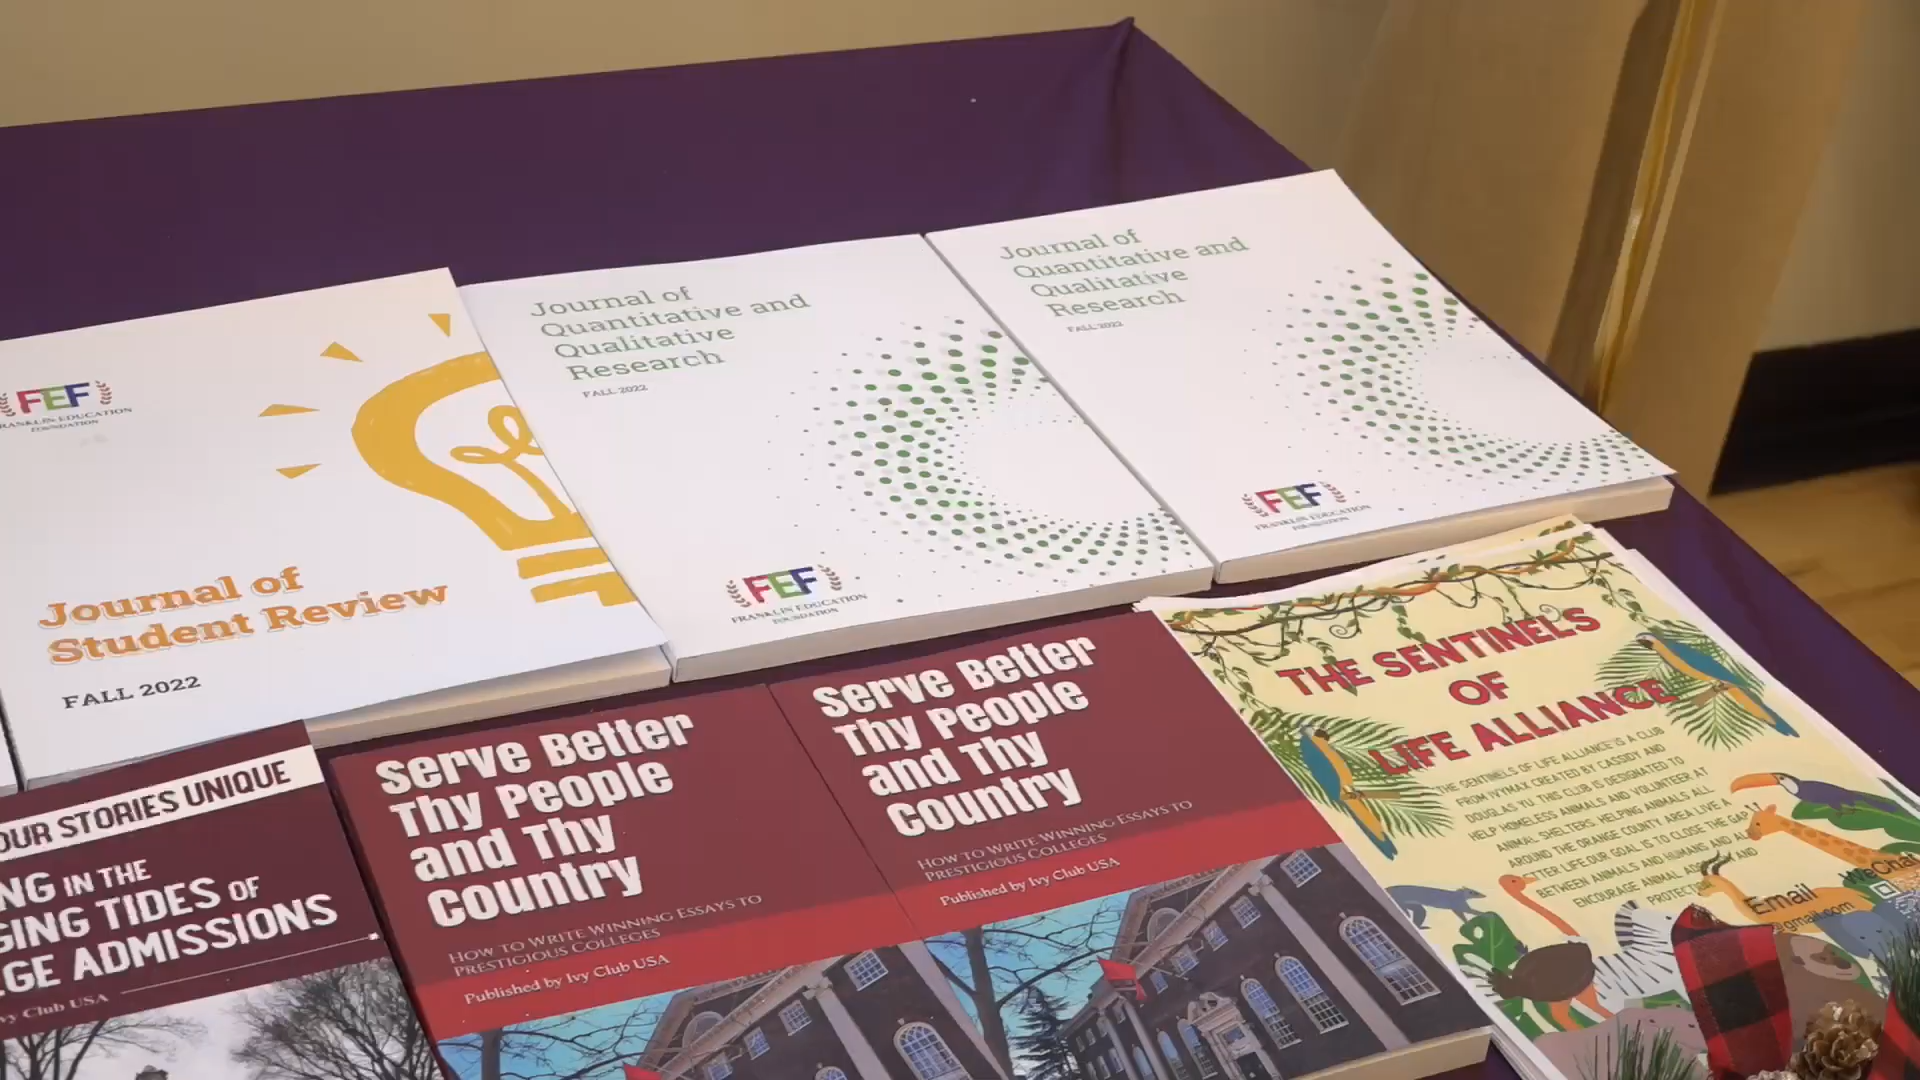 FEF
FRANKLIN EDUCATION
FOUNDATION
Journal of
Student Review
FALL 2022
Journal of
Quantitative and
Qualitative
Research
FALL 2022
FEF
FRANKLIN EDUCATION
FOUNDATION
Journal of
Quantitative and
Qualitative
Research
FALL 2022
FEF
FRANKLIN EDUCATION
FOUNDATION
OUR STORIES UNIQUE
NG IN THE
GING TIDES OF
GE ADMISSIONS
vy Club USA
Serve Better
Thy People
and Thy
Country
HOW TO WRITE WINNING ESSAYS TO
PRESTIGIOUS COLLEGES
Published by Ivy Club USA
Serve Better
Thy People
and Thy
Country
HOW TO WRITE WINNING ESSAYS TO
PRESTIGIOUS COLLEGES
Published by Ivy Club USA
THE SENTINELS
OF
LIFE ALLIANCE
THE SENTINELS OF LIFE ALLIANCE IS A CLUB
FROM IVYMAX CREATED BY CASSIDY AND
DOUGLAS YU. THIS CLUB IS DESIGNATED TO
HELP HOMELESS ANIMALS AND VOLUNTEER AT
ANIMAL SHELTERS HELPING ANIMALS ALL
AROUND THE ORANGE COUNTY AREA LIVE A
TTER LIFE. OUR GOAL IS TO CLOSE THE GAP
BETWEEN ANIMALS AND HUMANS AND
ENCOURAGE ANIMAL AND
Email
@gmail.com
WeChat